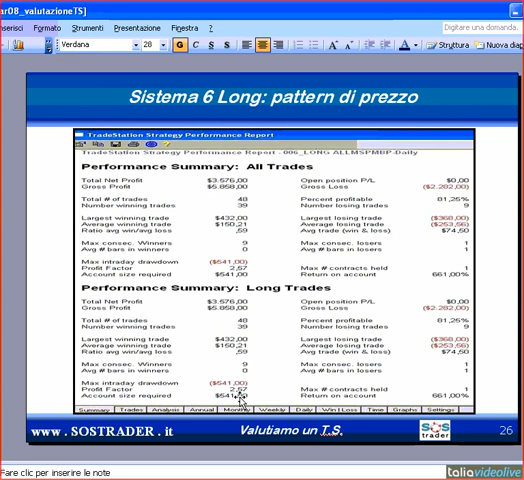 ar08_valutazioneTS]
nserisci Formato Strumenti Presentazione Finestra ? Digitare una domanda.
Verdana 28 G C S A Struttura Nuova diap
Sistema 6 Long: pattern di prezzo
TradeStation Strategy Performance Report
TradeStation Strategy Performance Report - 006_LONG ALLMSPMBP-Daily
Performance Summary: All Trades
Total Net Profit $3.576,00 Open position P/L $0,00
Gross Profit $5.858,00 Gross Loss ($2.282,00)
Total # of trades 48 Percent profitable 81,25%
Number winning trades 39 Number losing trades 9
Largest winning trade $432,00 Largest losing trade ($368,00)
Average winning trade $150,21 Average losing trade ($253,56)
Ratio avg win/avg loss ,59 Avg trade (win & loss) $74,50
Max consec. Winners 9 Max consec. losers 1
Avg # bars in winners 0 Avg # bars in losers 1
Max intraday drawdown ($541,00)
Profit Factor 2,57 Max # contracts held 1
Account size required $541,00 Return on account 661,00%
Performance Summary: Long Trades
Total Net Profit $3.576,00 Open position P/L $0,00
Gross Profit $5.858,00 Gross Loss ($2.282,00)
Total # of trades 48 Percent profitable 81,25%
Number winning trades 39 Number losing trades 9
Largest winning trade $432,00 Largest losing trade ($368,00)
Average winning trade $150,21 Average losing trade ($253,56)
Ratio avg win/avg loss ,59 Avg trade (win & loss) $74,50
Max consec. Winners 9 Max consec. losers 1
Avg # bars in winners 0 Avg # bars in losers 1
Max intraday drawdown ($541,00)
Profit Factor 2,57 Max # contracts held 1
Account size required $541,00 Return on account 661,00%
Summary Trades Analysis Annual Monthly Weekly Daily Win\Loss Time Graphs Settings
www . SOSTRADER . it Valutiamo un T.S. SOS trader 26
Fare clic per inserire le note
italiavideolive